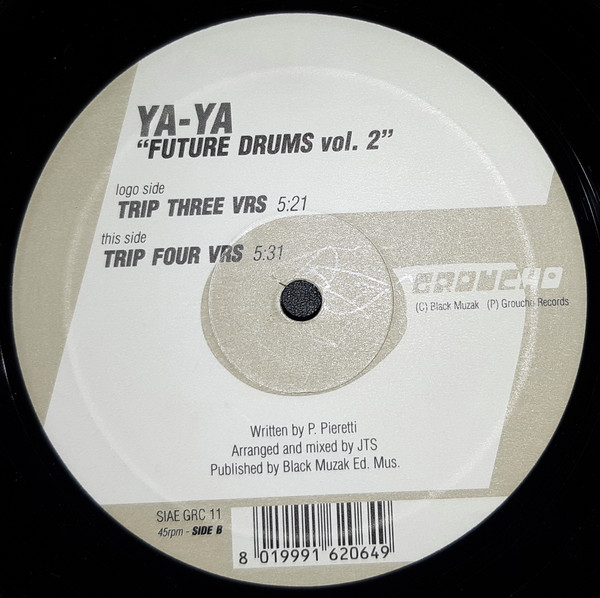 YA-YA
“FUTURE DRUMS vol. 2”
logo side
TRIP THREE VRS 5:21
this side
TRIP FOUR VRS 5:31
GROUCHO
(C) Black Muzak (P) Groucho Records
Written by P. Pieretti
Arranged and mixed by JTS
Published by Black Muzak Ed. Mus.
SIAE GRC 11
45rpm - SIDE B
8 019991 620649